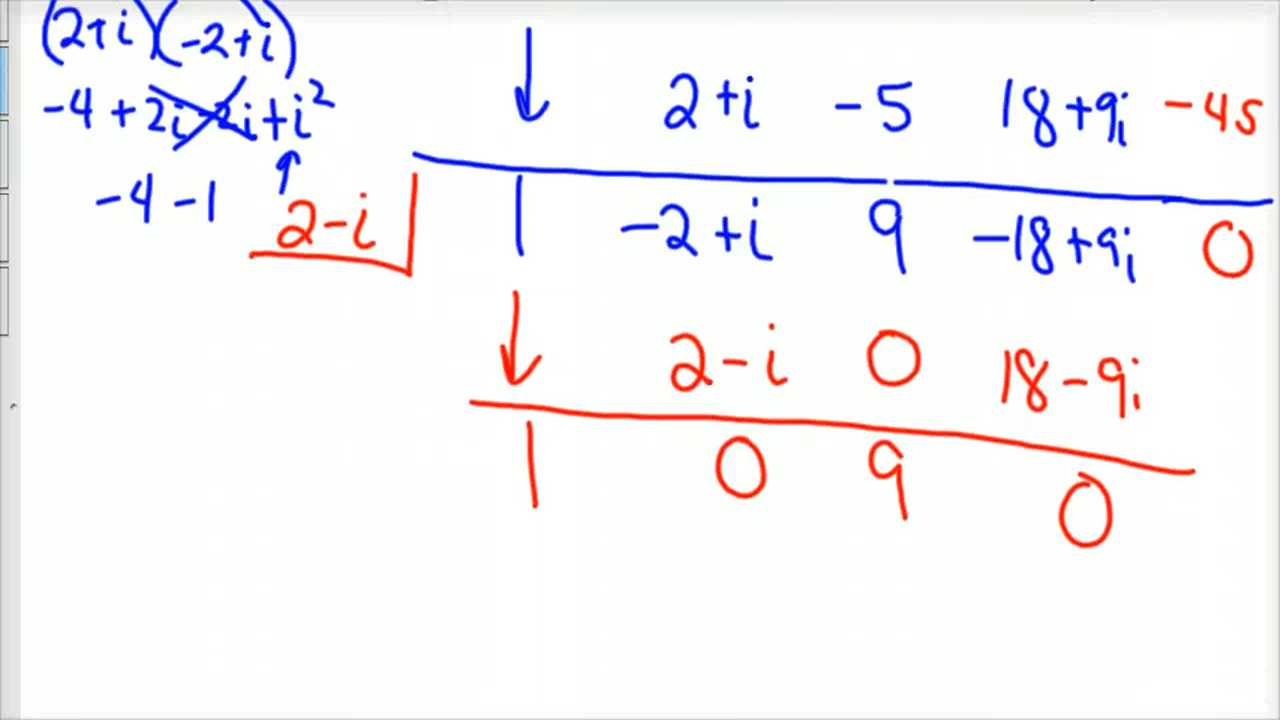 (2+i)(-2+i)
↓ 2+i -5 18+9i -45
-4+2i-2i+i²
-4-1
2-i 1 -2+i 9 -18+9i 0
↓ 2-i 0 18-9i
1 0 9 0